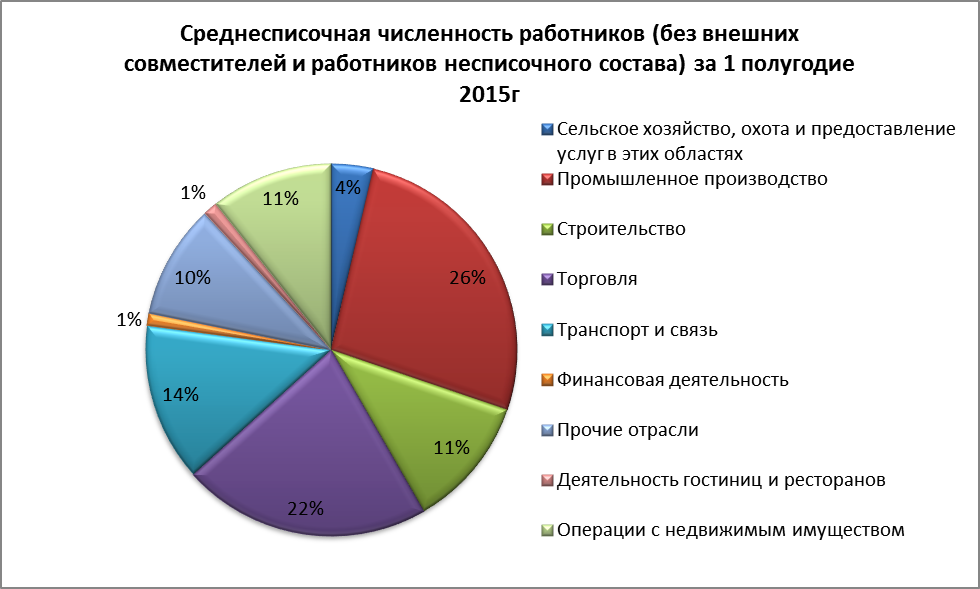 Среднесписочная численность работников (без внешних
совместителей и работников несписочного состава) за 1 полугодие
2015г
4%
26%
11%
22%
14%
1%
10%
1%
11%
Сельское хозяйство, охота и предоставление
услуг в этих областях
Промышленное производство
Строительство
Торговля
Транспорт и связь
Финансовая деятельность
Прочие отрасли
Деятельность гостиниц и ресторанов
Операции с недвижимым имуществом